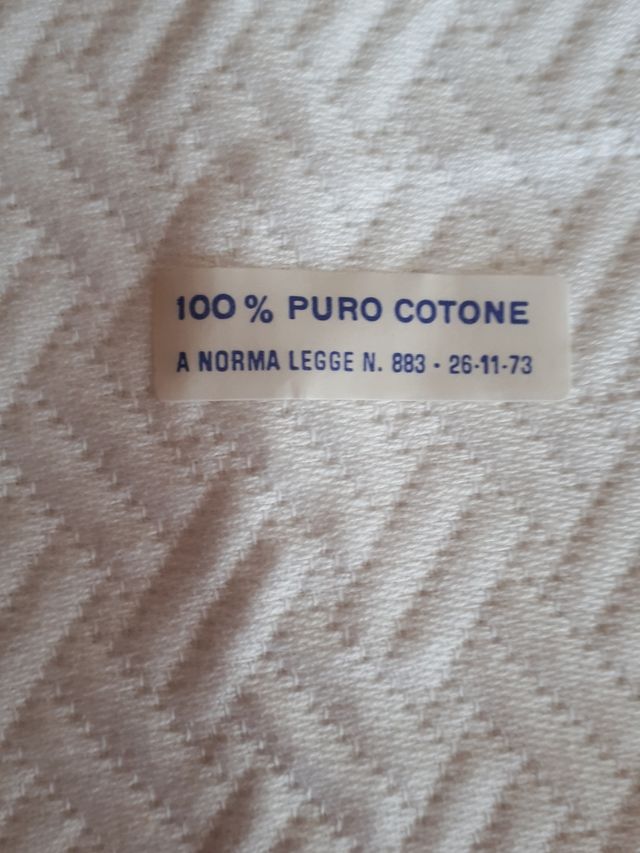 100 % PURO COTONE
A NORMA LEGGE N. 883 • 26-11-73